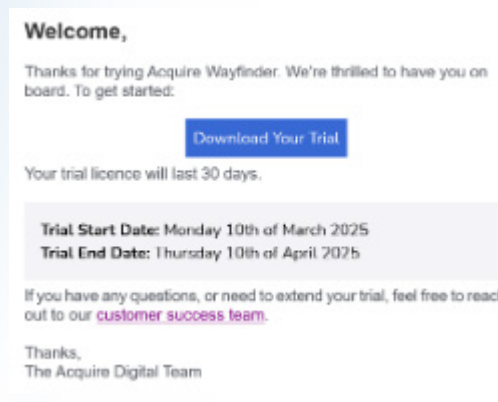 Welcome,
Thanks for trying Acquire Wayfinder. We're thrilled to have you on
board. To get started:
Download Your Trial
Your trial licence will last 30 days.
Trial Start Date: Monday 10th of March 2025
Trial End Date: Thursday 10th of April 2025
If you have any questions, or need to extend your trial, feel free to reach
out to our customer success team.
Thanks,
The Acquire Digital Team